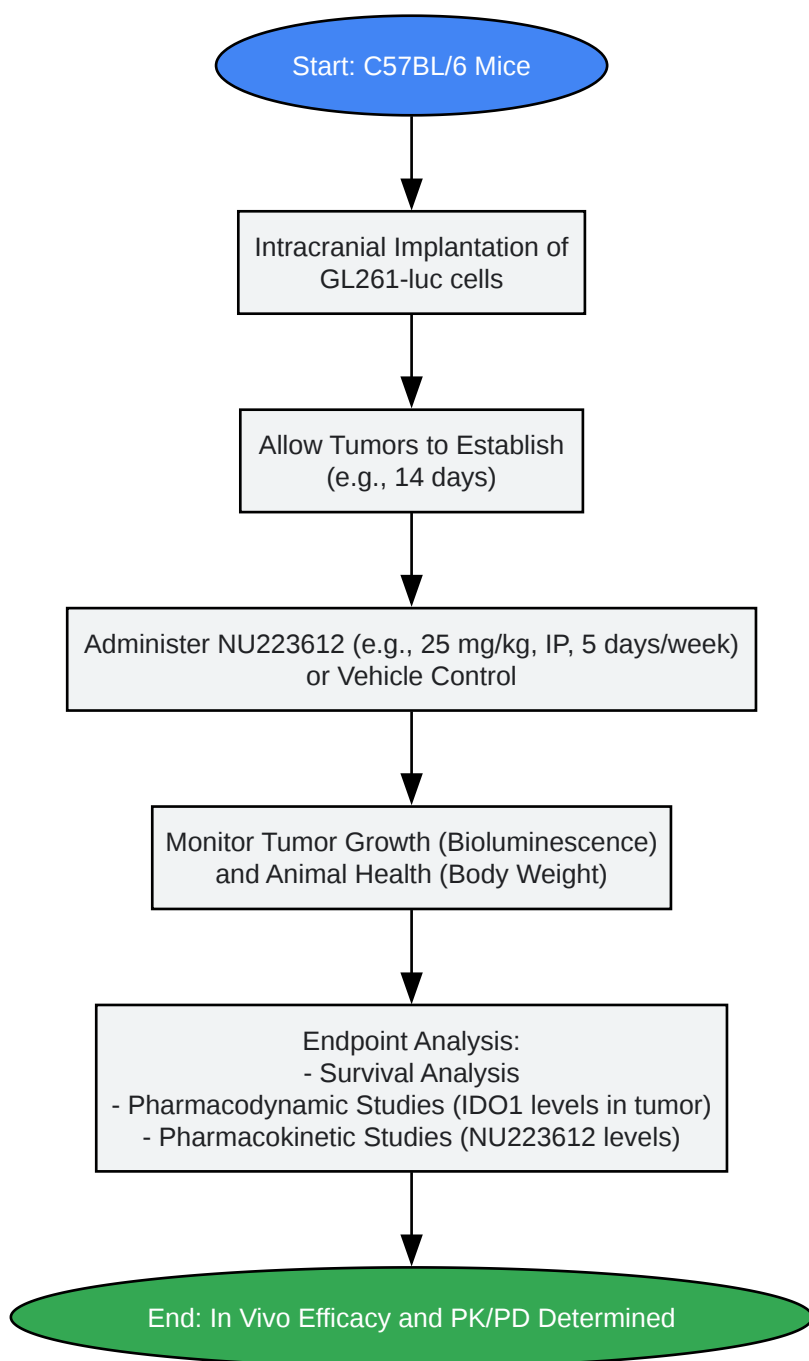 Start: C57BL/6 Mice
Intracranial Implantation of
GL261-luc cells
Allow Tumors to Establish
(e.g., 14 days)
Administer NU223612 (e.g., 25 mg/kg, IP, 5 days/week)
or Vehicle Control
Monitor Tumor Growth (Bioluminescence)
and Animal Health (Body Weight)
Endpoint Analysis:
- Survival Analysis
- Pharmacodynamic Studies (IDO1 levels in tumor)
- Pharmacokinetic Studies (NU223612 levels)
End: In Vivo Efficacy and PK/PD Determined